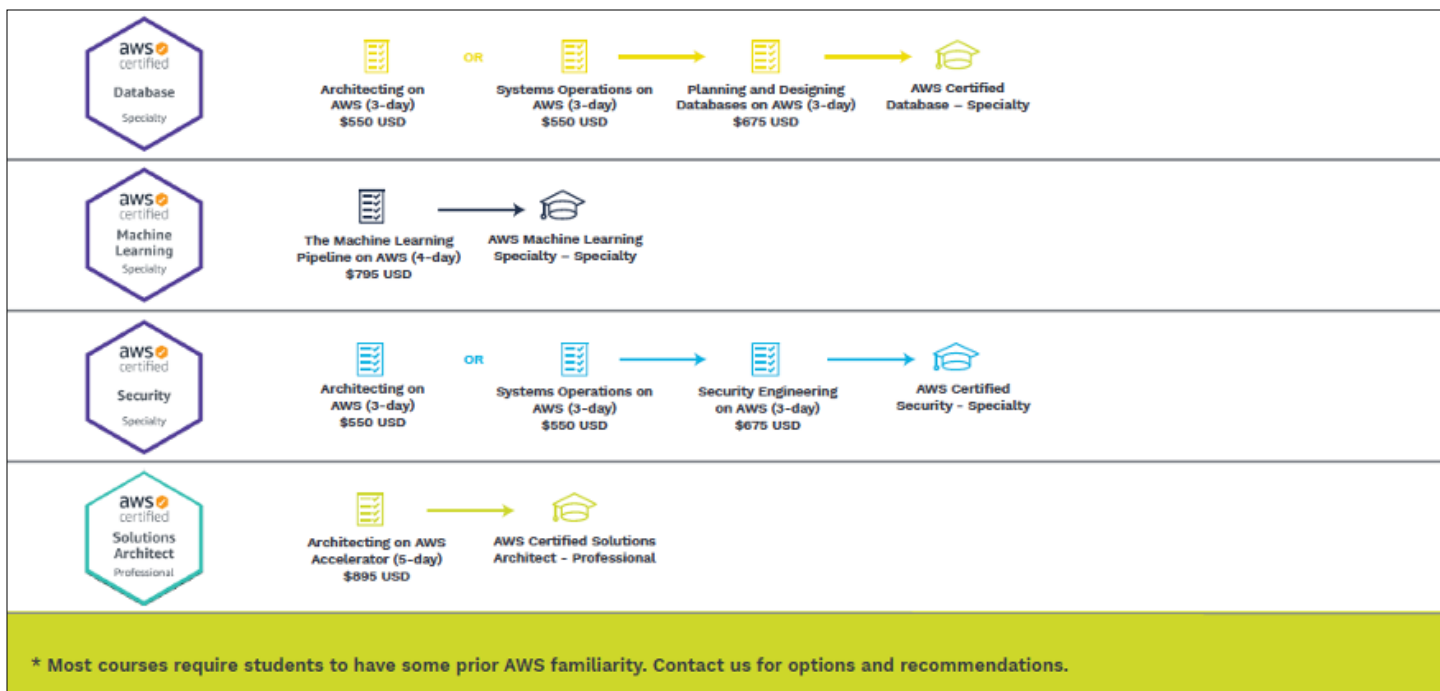 aws
certified
Database
Specialty
Architecting on
AWS (3-day)
$550 USD
OR
Systems Operations on
AWS (3-day)
$550 USD
Planning and Designing
Databases on AWS (3-day)
$675 USD
AWS Certified
Database – Specialty
aws
certified
Machine
Learning
Specialty
The Machine Learning
Pipeline on AWS (4-day)
$795 USD
AWS Machine Learning
Specialty – Specialty
aws
certified
Security
Specialty
Architecting on
AWS (3-day)
$550 USD
OR
Systems Operations on
AWS (3-day)
$550 USD
Security Engineering
on AWS (3-day)
$675 USD
AWS Certified
Security - Specialty
aws
certified
Solutions
Architect
Professional
Architecting on AWS
Accelerator (5-day)
$895 USD
AWS Certified Solutions
Architect - Professional
* Most courses require students to have some prior AWS familiarity. Contact us for options and recommendations.